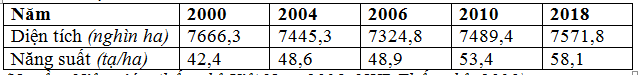 Năm 2000 2004 2006 2010 2018
Diện tích (nghìn ha) 7666,3 7445,3 7324,8 7489,4 7571,8
Năng suất (tạ/ha) 42,4 48,6 48,9 53,4 58,1